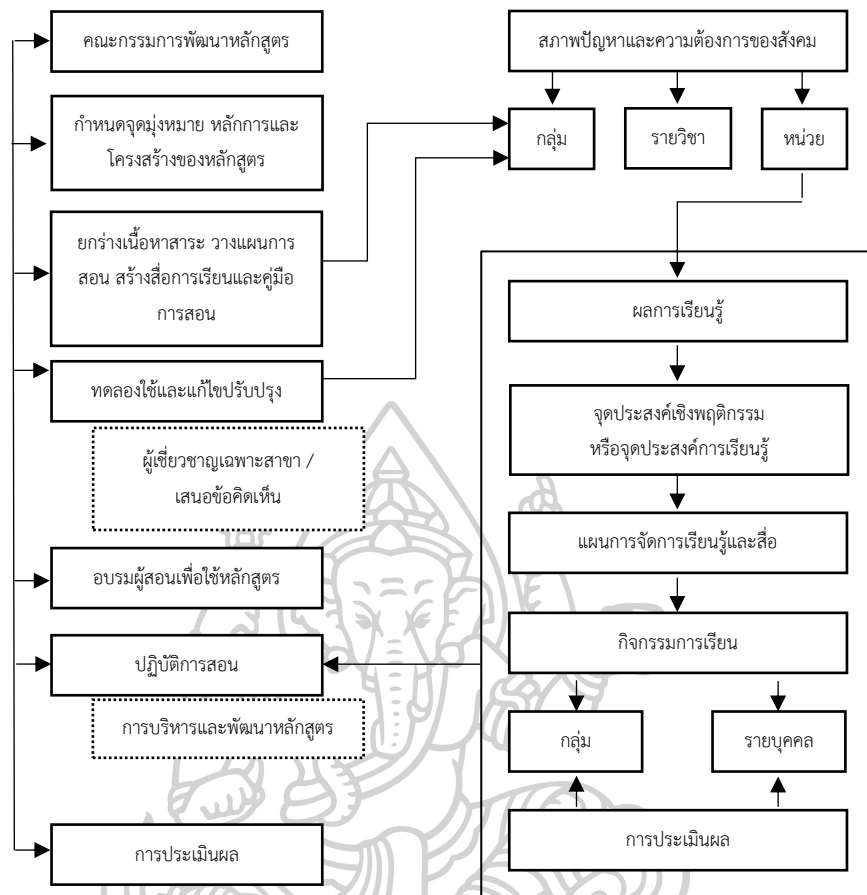 คณะกรรมการพัฒนาหลักสูตร
กำหนดจุดมุ่งหมาย หลักการและ
โครงสร้างของหลักสูตร
ยกร่างเนื้อหาสาระ วางแผนการ
สอน สร้างสื่อการเรียนและคู่มือ
การสอน
ทดลองใช้และแก้ไขปรับปรุง
ผู้เชี่ยวชาญเฉพาะสาขา /
เสนอข้อคิดเห็น
อบรมผู้สอนเพื่อใช้หลักสูตร
ปฏิบัติการสอน
การบริหารและพัฒนาหลักสูตร
การประเมินผล
สภาพปัญหาและความต้องการของสังคม
กลุ่ม
รายวิชา
หน่วย
ผลการเรียนรู้
จุดประสงค์เชิงพฤติกรรม
หรือจุดประสงค์การเรียนรู้
แผนการจัดการเรียนรู้และสื่อ
กิจกรรมการเรียน
กลุ่ม
รายบุคคล
การประเมินผล